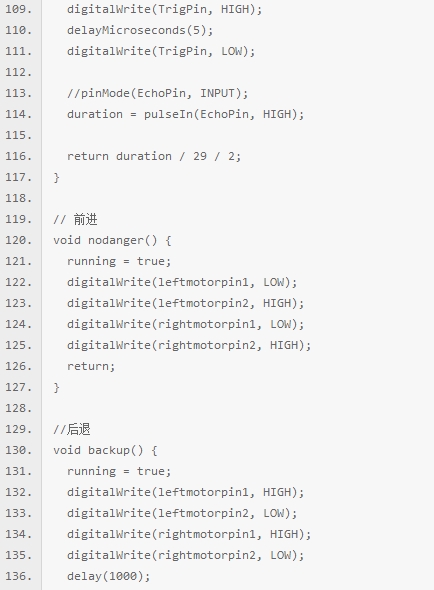 109.  digitalWrite(TrigPin, HIGH);
110.  delayMicroseconds(5);
111.  digitalWrite(TrigPin, LOW);
112.
113.  //pinMode(EchoPin, INPUT);
114.  duration = pulseIn(EchoPin, HIGH);
115.
116.  return duration / 29 / 2;
117. }
118.
119. // 前进
120. void nodanger() {
121.  running = true;
122.  digitalWrite(leftmotorpin1, LOW);
123.  digitalWrite(leftmotorpin2, HIGH);
124.  digitalWrite(rightmotorpin1, LOW);
125.  digitalWrite(rightmotorpin2, HIGH);
126.  return;
127. }
128.
129. //后退
130. void backup() {
131.  running = true;
132.  digitalWrite(leftmotorpin1, HIGH);
133.  digitalWrite(leftmotorpin2, LOW);
134.  digitalWrite(rightmotorpin1, HIGH);
135.  digitalWrite(rightmotorpin2, LOW);
136.  delay(1000);